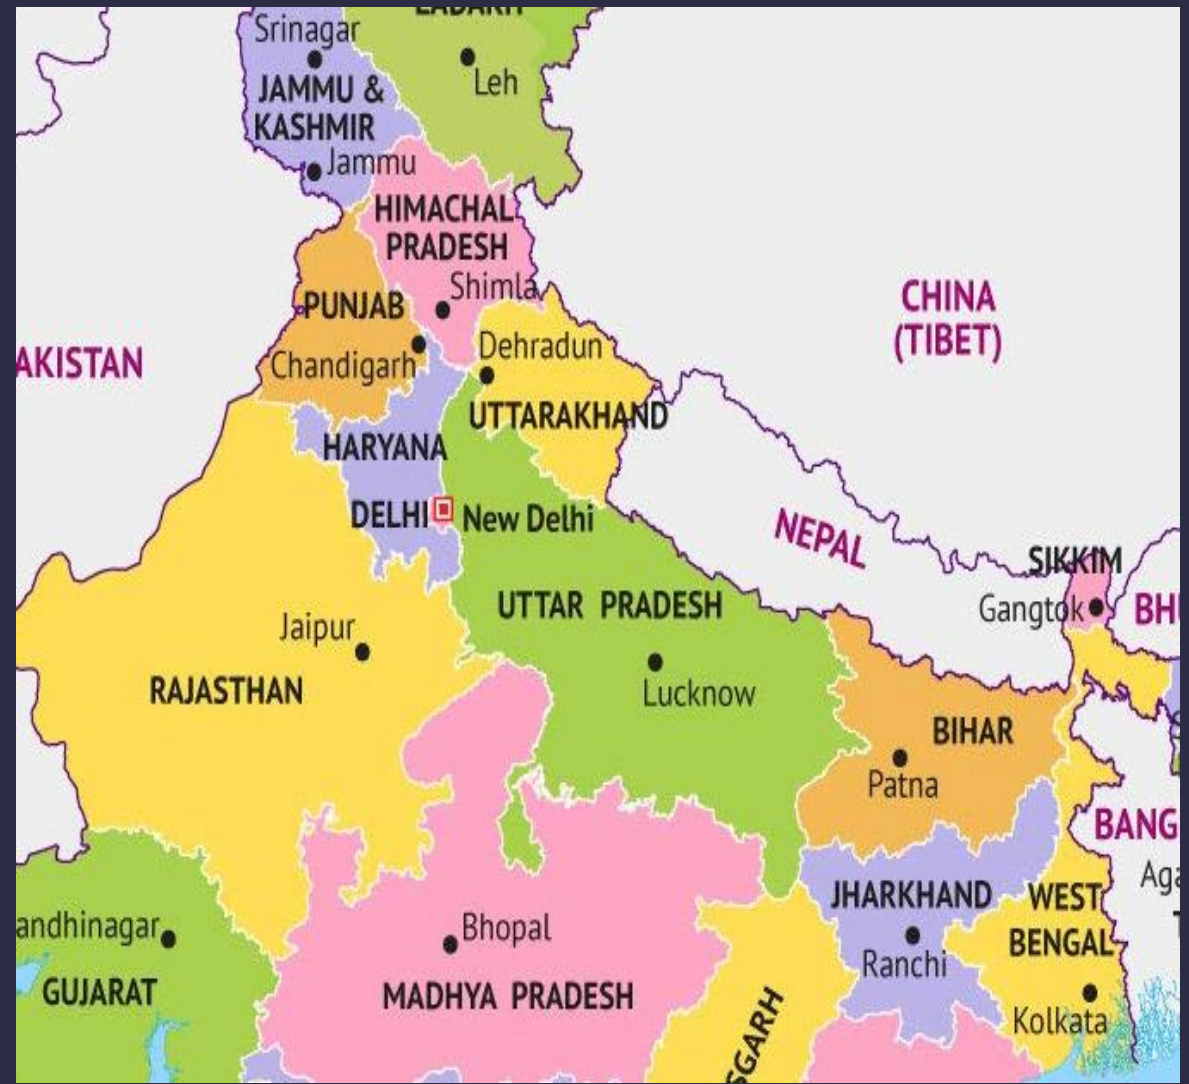 LADAKH
Srinagar
Leh
JAMMU &
KASHMIR
Jammu
HIMACHAL
PRADESH
Shimla
CHINA
(TIBET)
PUNJAB
Chandigarh
Dehradun
AKISTAN
UTTARAKHAND
HARYANA
DELHI
New Delhi
NEPAL
SIKKIM
Gangtok
BHU
UTTAR PRADESH
Jaipur
Lucknow
RAJASTHAN
BIHAR
Patna
BANG
Aga
JHARKHAND
WEST
BENGAL
Ranchi
Kolkata
andhinagar
GUJARAT
Bhopal
MADHYA PRADESH
SGARH